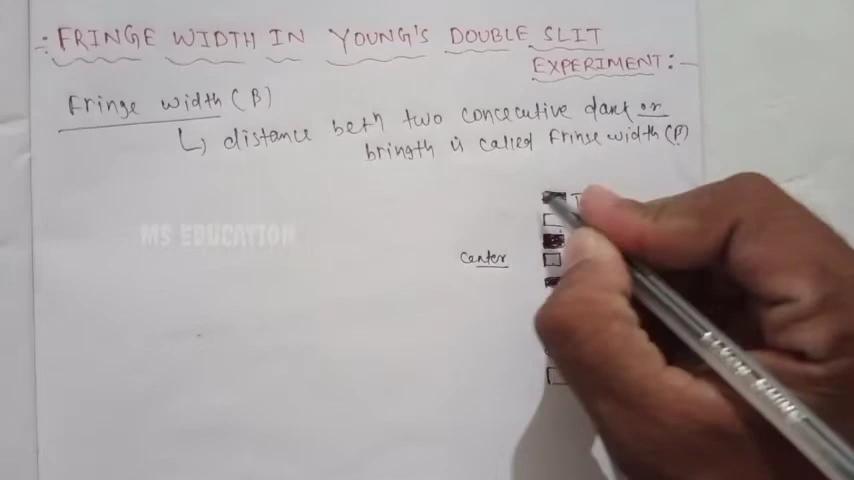 :FRINGE WIDTH IN YOUNG'S DOUBLE SLIT
EXPERIMENT:-
Fringe width (β)
↳ distance betn two concecutive dark or
bringth is called Frinse width (β)
MS EDUCATION
center